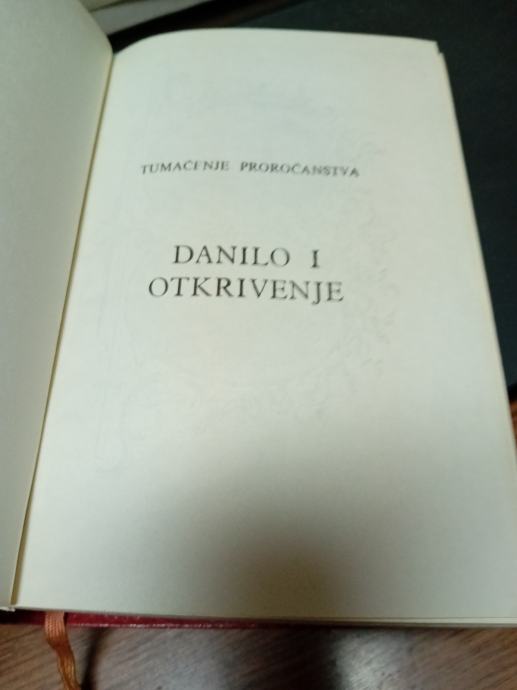 TUMAČENJE PROROČANSTVA
DANILO I
OTKRIVENJE